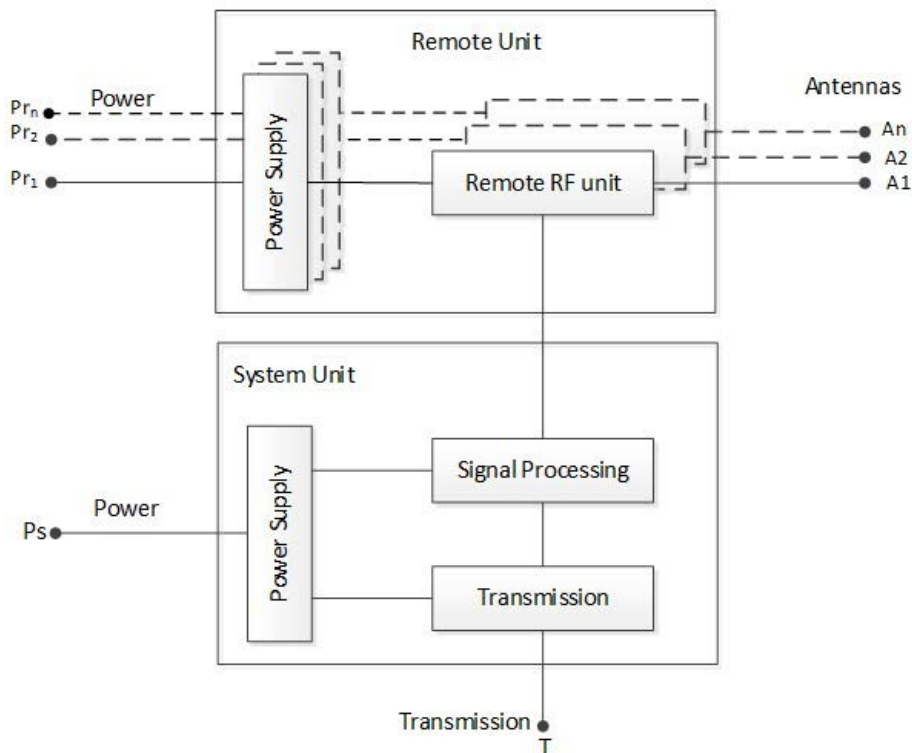 Remote Unit
Power
Antennas
Prn
Pr2
Pr1
Power Supply
Remote RF unit
An
A2
A1
System Unit
Power Supply
Signal Processing
Power
Ps
Transmission
Transmission
T